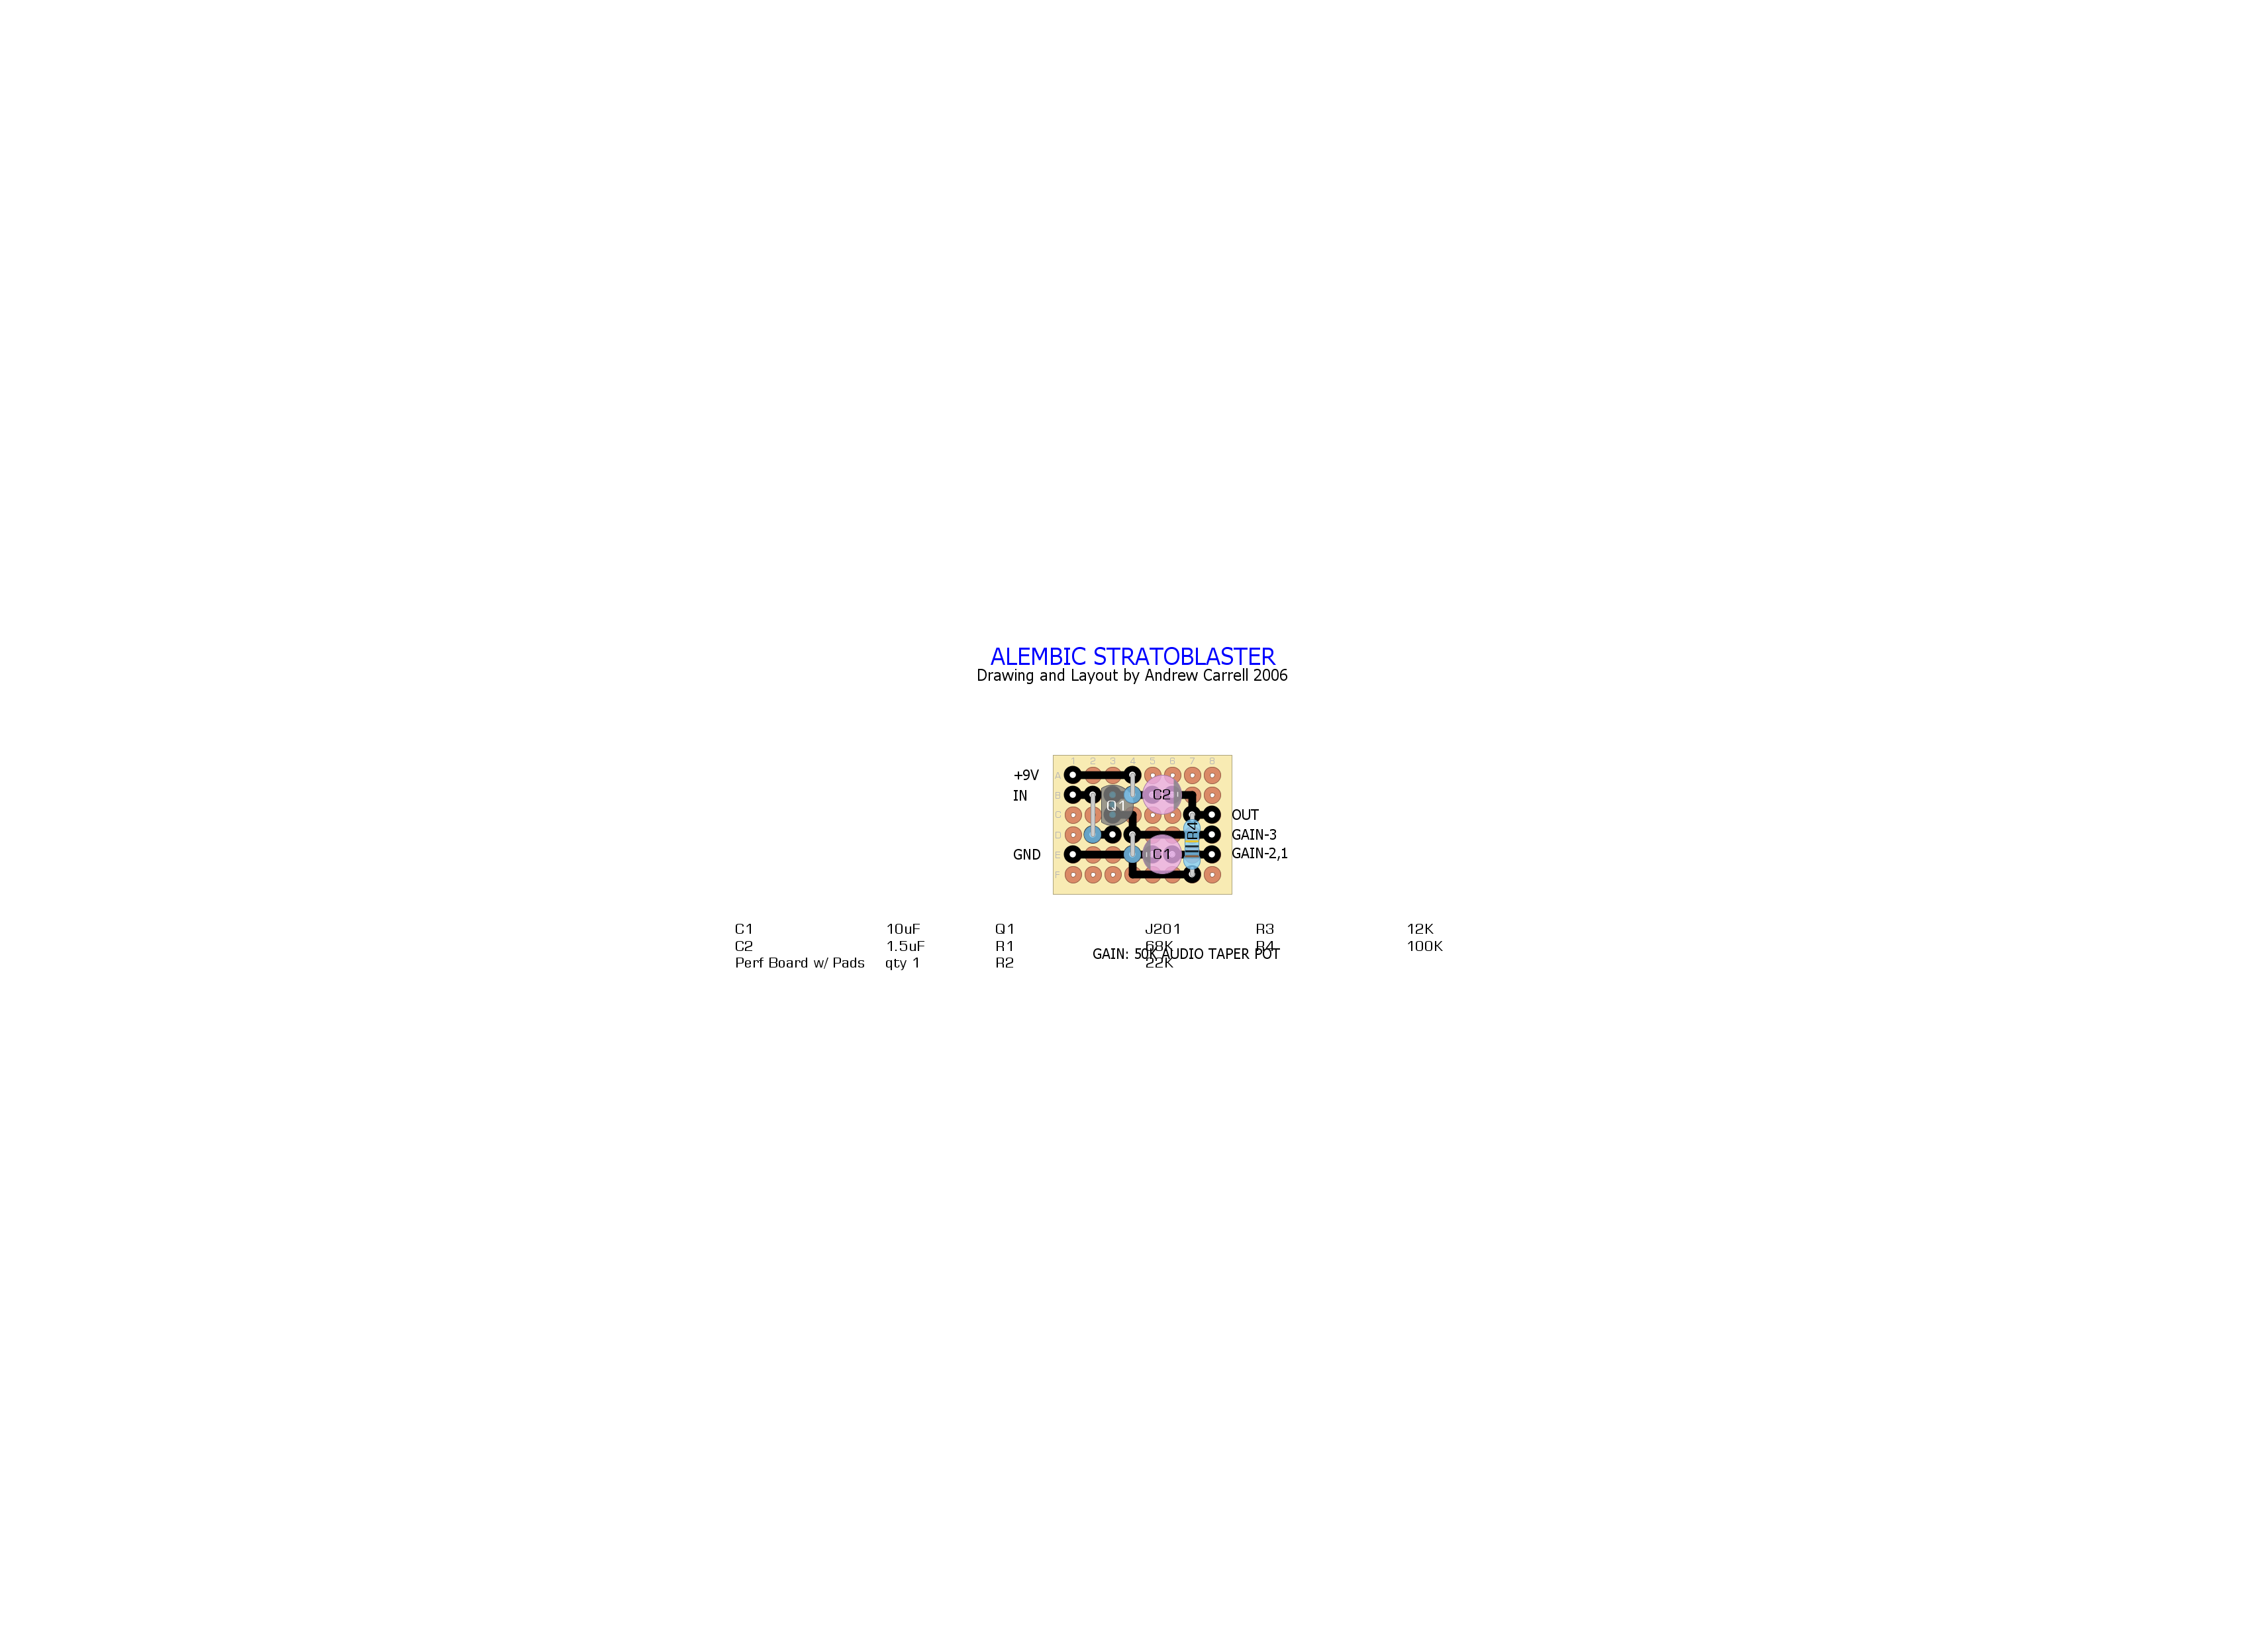 ALEMBIC STRATOBLASTER
Drawing and Layout by Andrew Carrell 2006
1 2 3 4 5 6 7 8
+9V A
IN B C2
Q1
C OUT
R4
D GAIN-3
GND E C1 GAIN-2,1
F
C1 10uF Q1 J201 R3 12K
C2 1.5uF R1 68K R4 100K
GAIN: 50K AUDIO TAPER POT
Perf Board w/ Pads qty 1 R2 22K